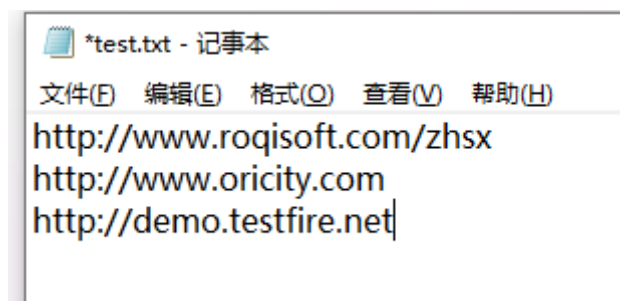 *test.txt - 记事本
文件(F) 编辑(E) 格式(O) 查看(V) 帮助(H)
http://www.roqisoft.com/zhsx
http://www.oricity.com
http://demo.testfire.net